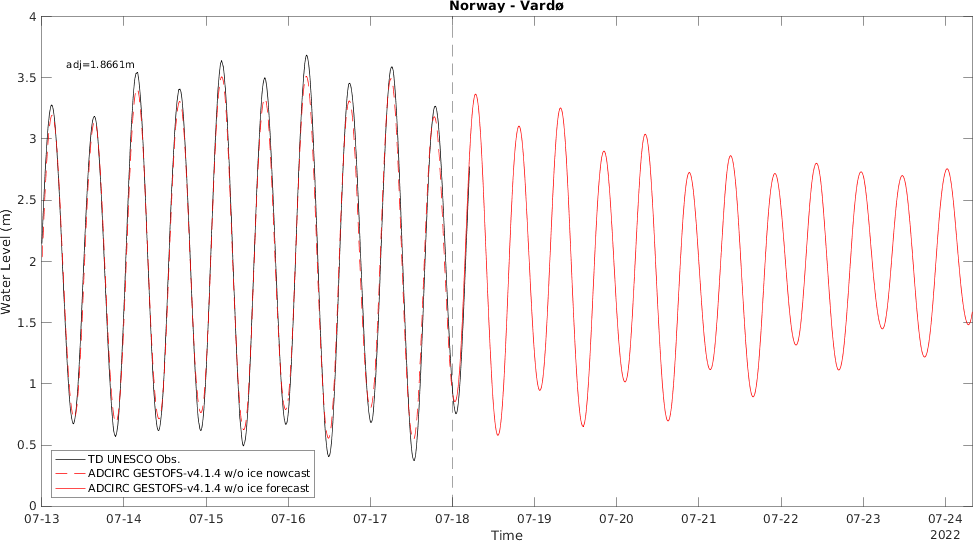 Norway - Vardø
adj=1.8661m
Water Level (m)
4
3.5
3
2.5
2
1.5
1
0.5
0
TD UNESCO Obs.
ADCIRC GESTOFS-v4.1.4 w/o ice nowcast
ADCIRC GESTOFS-v4.1.4 w/o ice forecast
07-13 07-14 07-15 07-16 07-17 07-18 07-19 07-20 07-21 07-22 07-23 07-24
2022
Time